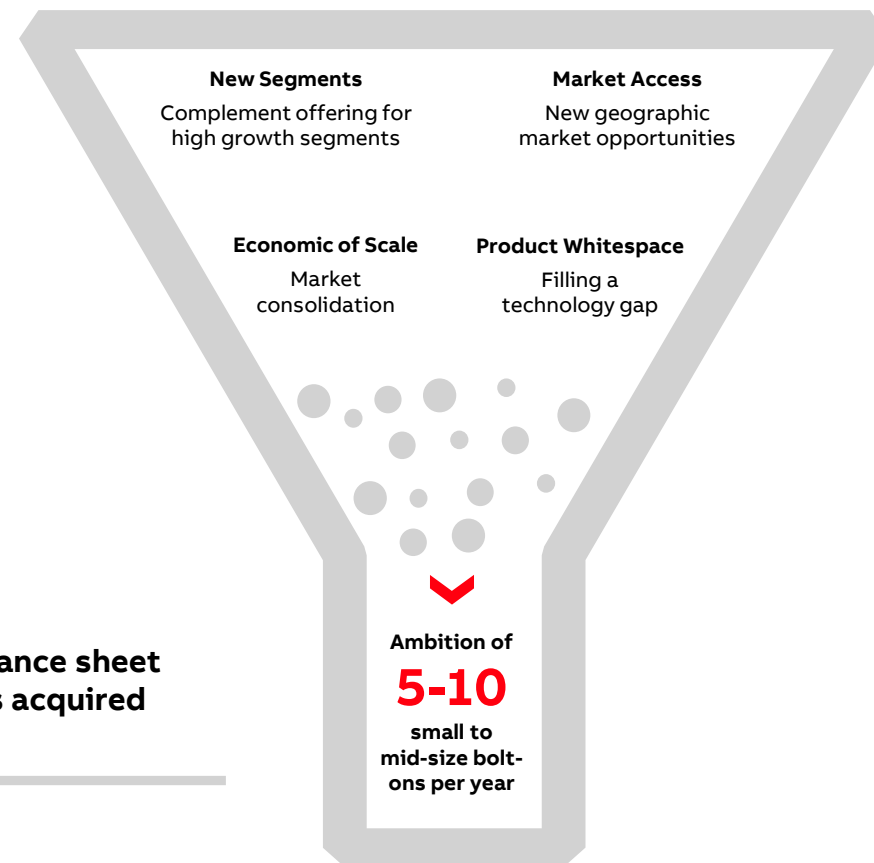 New Segments
Complement offering for
high growth segments
Market Access
New geographic
market opportunities
Economic of Scale
Market
consolidation
Product Whitespace
Filling a
technology gap
Ambition of
5-10
small to
mid-size bolt-
ons per year
ance sheet
s acquired